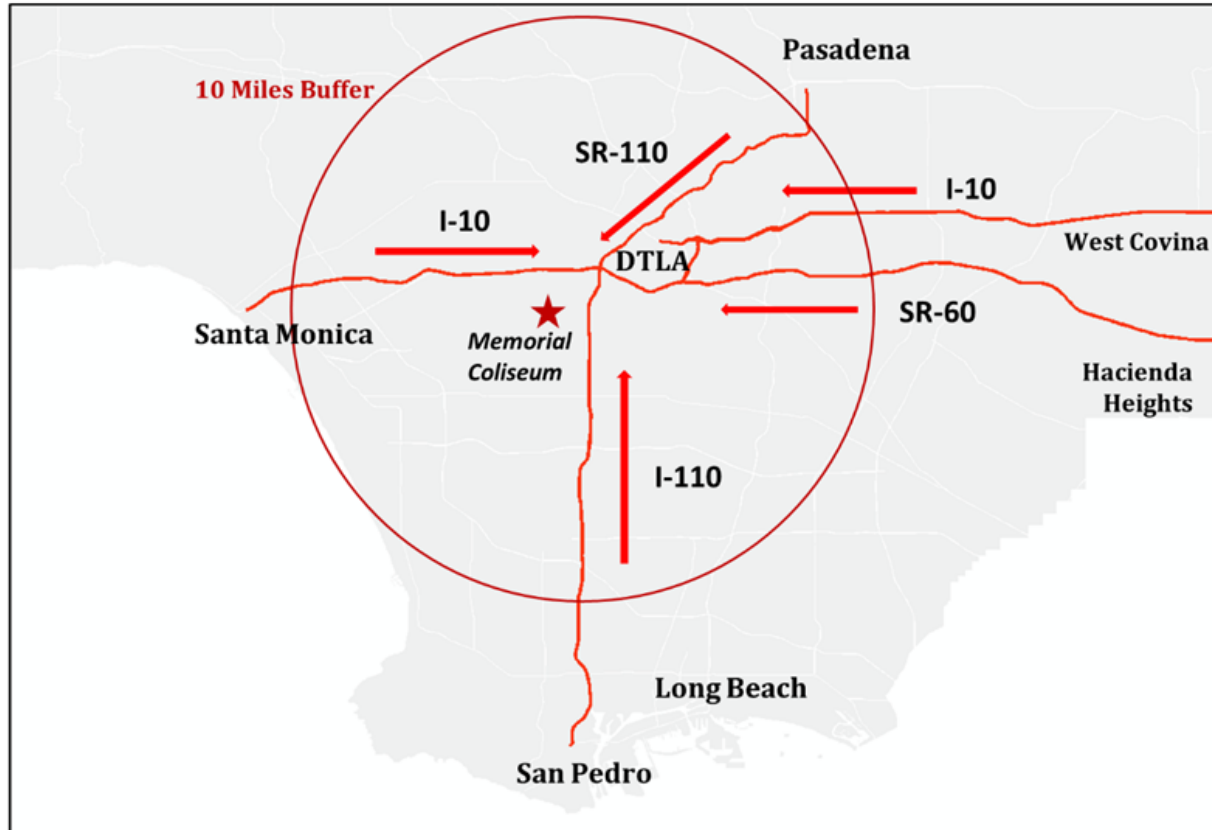 Pasadena
10 Miles Buffer
SR-110
I-10
I-10
West Covina
DTLA
SR-60
Santa Monica
Memorial
Coliseum
Hacienda
Heights
I-110
Long Beach
San Pedro